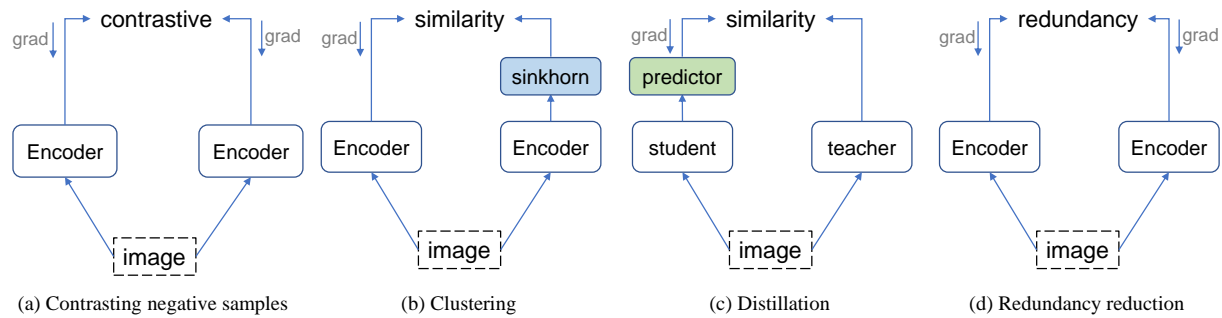 contrastive
grad
grad
Encoder
Encoder
image
(a) Contrasting negative samples
similarity
grad
sinkhorn
Encoder
Encoder
image
(b) Clustering
similarity
grad
predictor
student
teacher
image
(c) Distillation
redundancy
grad
grad
Encoder
Encoder
image
(d) Redundancy reduction